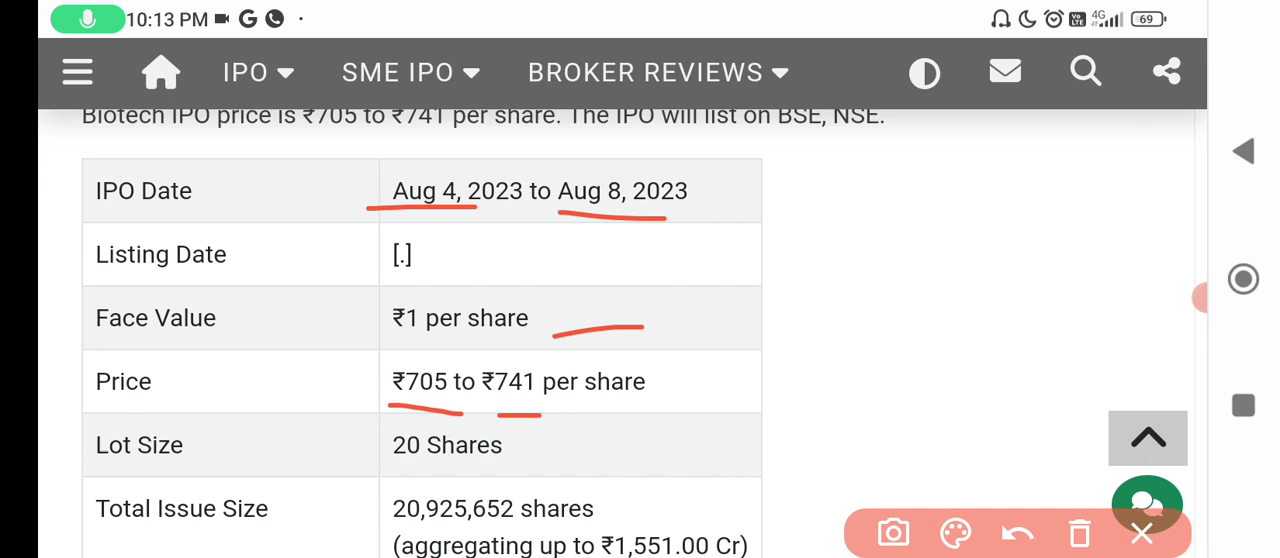 10:13 PM
4G
Vo LTE
69
IPO SME IPO BROKER REVIEWS
Biotech IPO price is ₹705 to ₹741 per share. The IPO will list on BSE, NSE.
IPO Date Aug 4, 2023 to Aug 8, 2023
Listing Date [.]
Face Value ₹1 per share
Price ₹705 to ₹741 per share
Lot Size 20 Shares
Total Issue Size 20,925,652 shares
(aggregating up to ₹1,551.00 Cr)